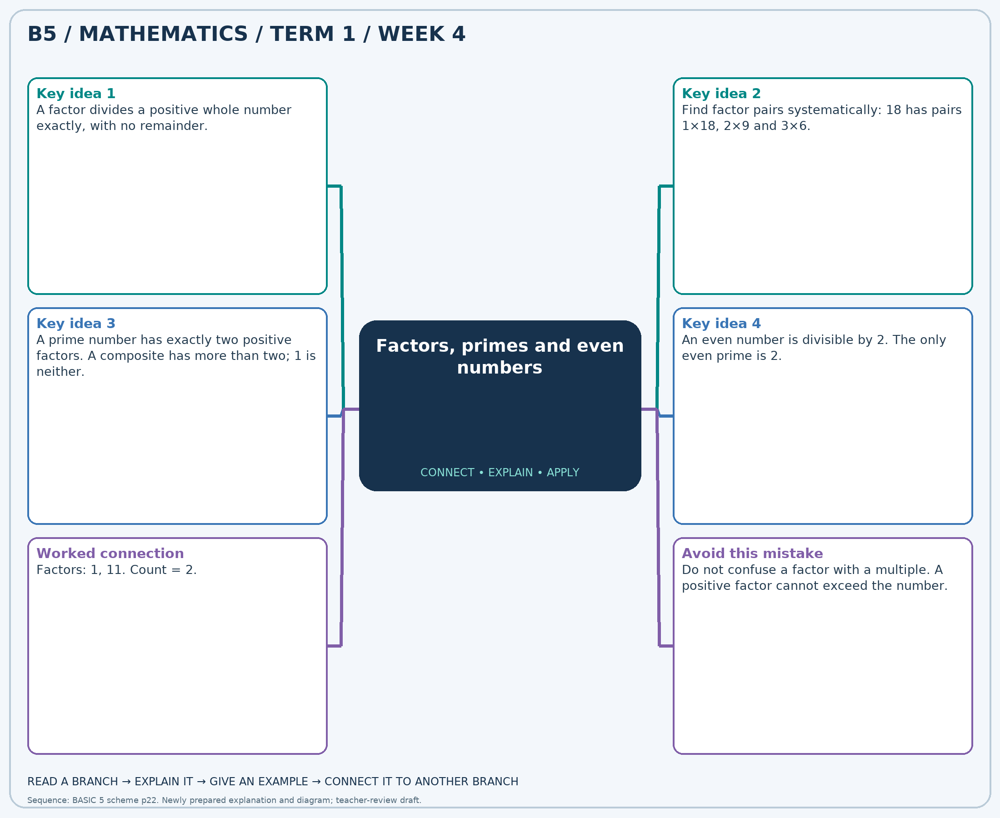 B5 / MATHEMATICS / TERM 1 / WEEK 4
Key idea 1
A factor divides a positive whole number
exactly, with no remainder.
Key idea 2
Find factor pairs systematically: 18 has pairs
1×18, 2×9 and 3×6.
Key idea 3
A prime number has exactly two positive
factors. A composite has more than two; 1 is
neither.
Factors, primes and even
numbers
CONNECT • EXPLAIN • APPLY
Key idea 4
An even number is divisible by 2. The only
even prime is 2.
Worked connection
Factors: 1, 11. Count = 2.
Avoid this mistake
Do not confuse a factor with a multiple. A
positive factor cannot exceed the number.
READ A BRANCH → EXPLAIN IT → GIVE AN EXAMPLE → CONNECT IT TO ANOTHER BRANCH
Sequence: BASIC 5 scheme p22. Newly prepared explanation and diagram; teacher-review draft.